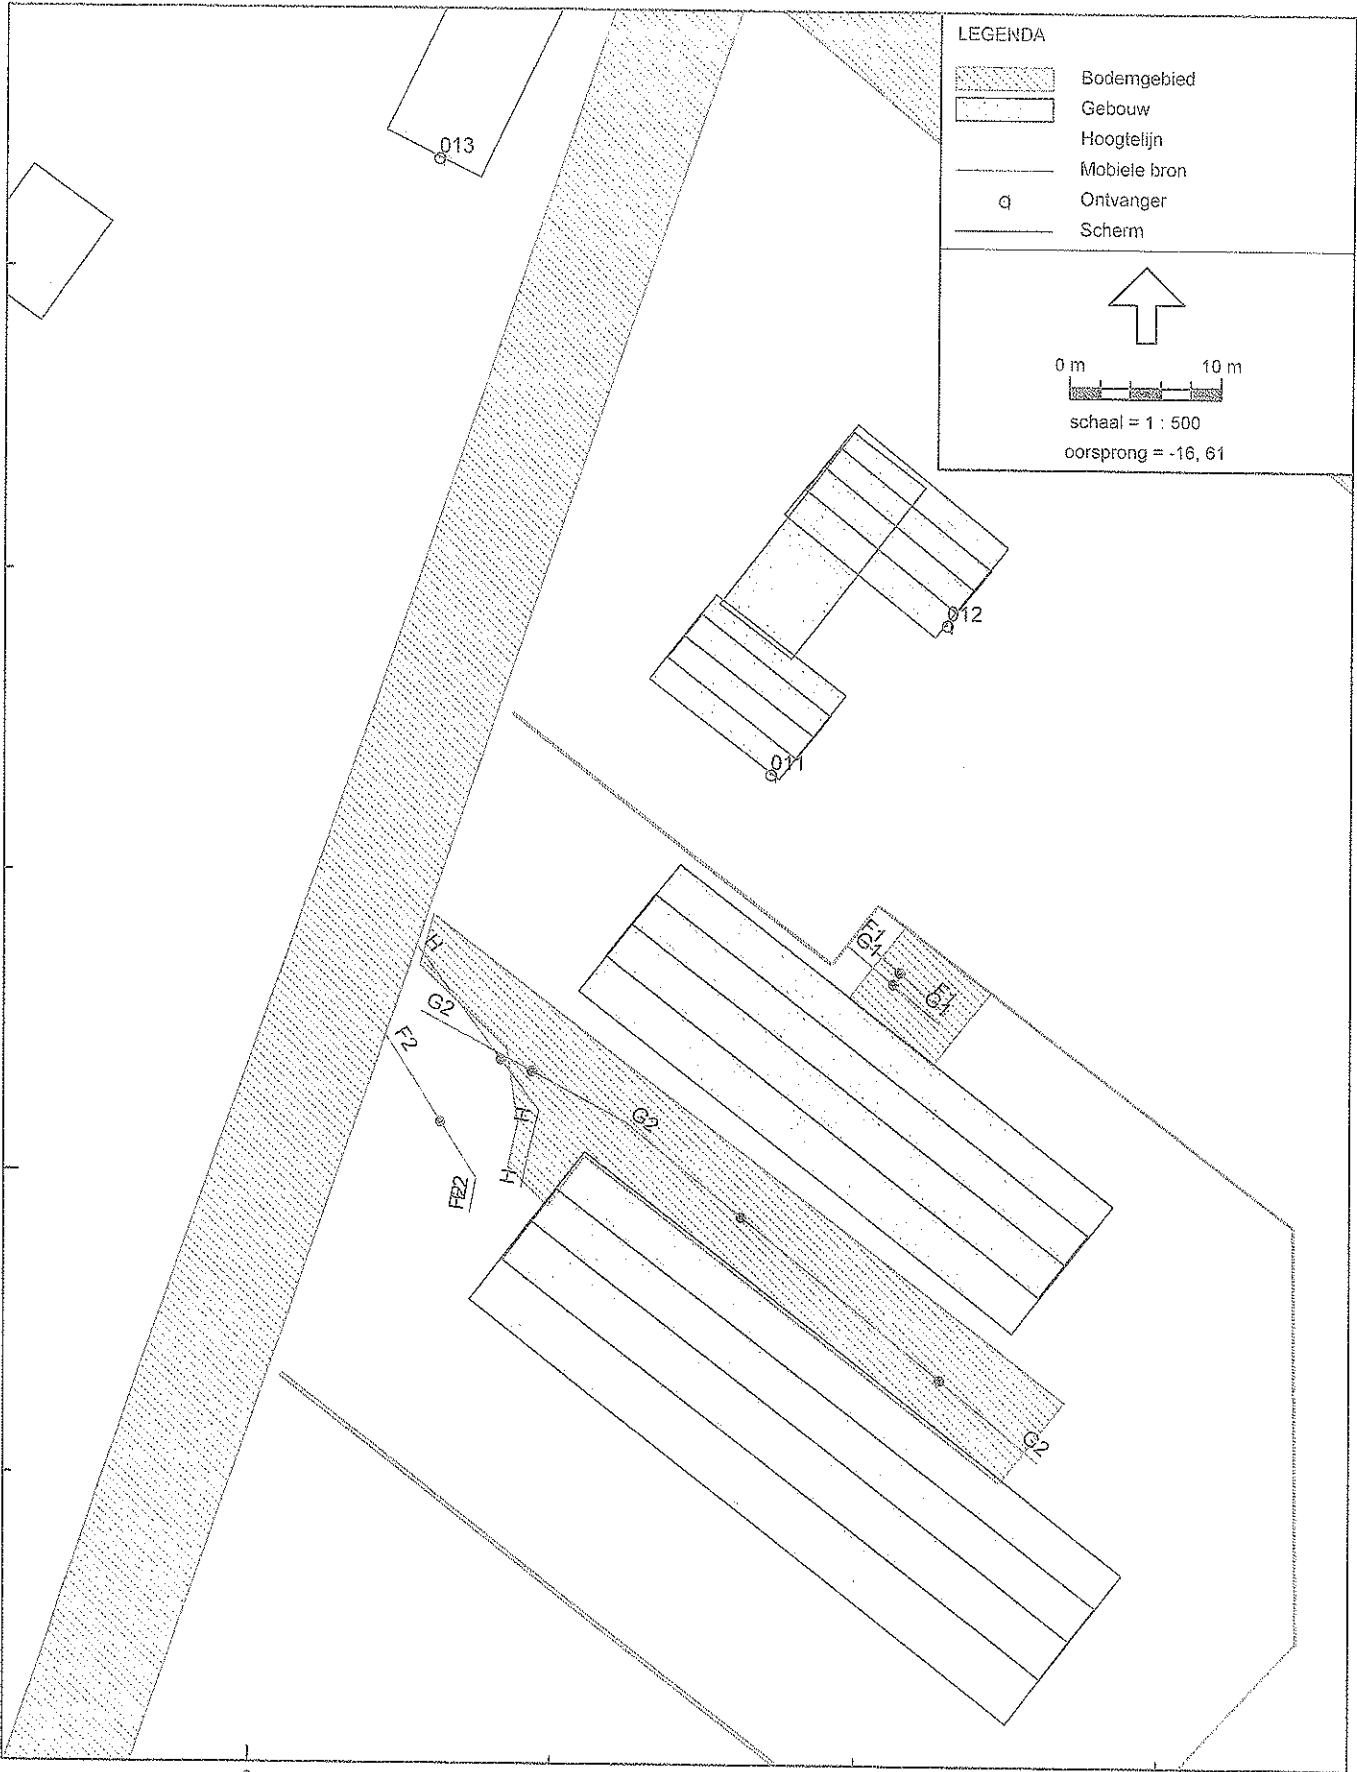 LEGENDA
Bodemgebied
Gebouw
Hoogtelijn
Mobiele bron
Ontvanger
Scherm
0 m 10 m
schaal = 1 : 500
oorsprong = -16, 61
013
012
011
F1
G1
H
G2
F2
G2
H
H
G2